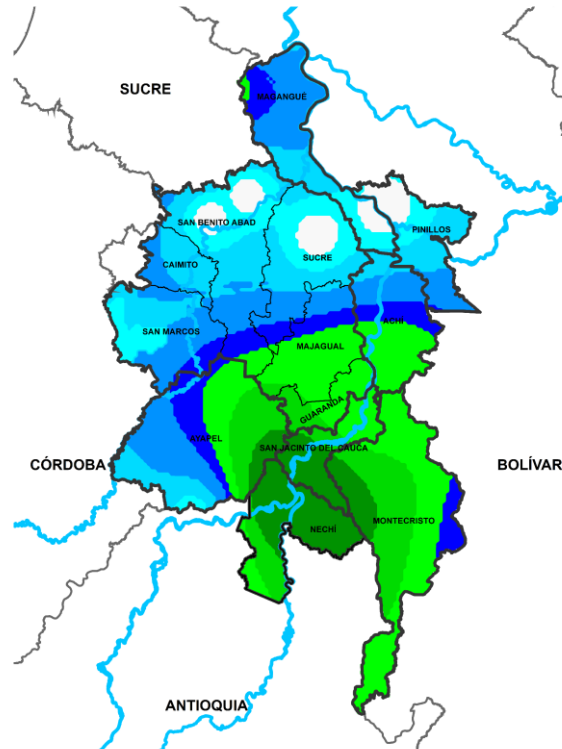 SUCRE
MAGANGUÉ
SAN BENITO ABAD
PINILLOS
SUCRE
CAIMITO
SAN MARCOS
ACHÍ
MAJAGUAL
GUARANDA
AYAPEL
SAN JACINTO DEL CAUCA
CÓRDOBA
BOLÍVAR
MONTECRISTO
NECHÍ
ANTIOQUIA